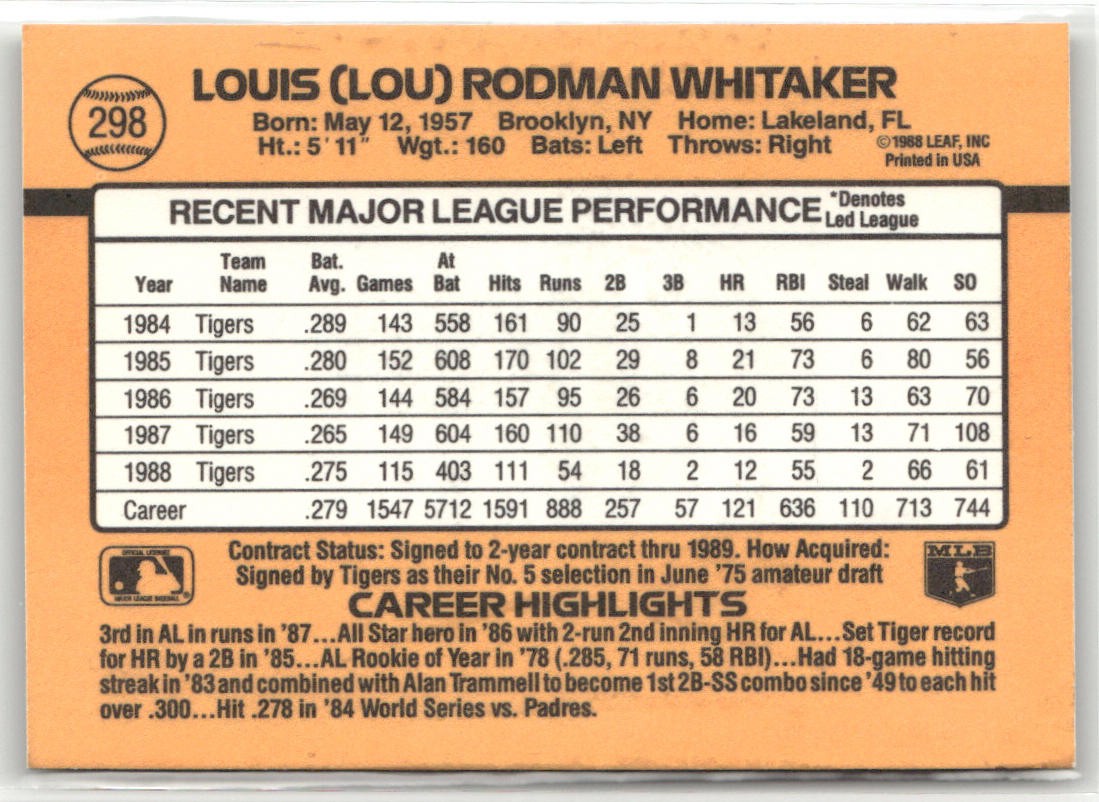 298
LOUIS (LOU) RODMAN WHITAKER
Born: May 12, 1957 Brooklyn, NY Home: Lakeland, FL
Ht.: 5'11" Wgt.: 160 Bats: Left Throws: Right
©1988 LEAF, INC
Printed in USA
RECENT MAJOR LEAGUE PERFORMANCE *Denotes Led League
Year Team Name Bat. Avg. Games At Bat Hits Runs 2B 3B HR RBI Steal Walk SO
1984 Tigers .289 143 558 161 90 25 1 13 56 6 62 63
1985 Tigers .280 152 608 170 102 29 8 21 73 6 80 56
1986 Tigers .269 144 584 157 95 26 6 20 73 13 63 70
1987 Tigers .265 149 604 160 110 38 6 16 59 13 71 108
1988 Tigers .275 115 403 111 54 18 2 12 55 2 66 61
Career .279 1547 5712 1591 888 257 57 121 636 110 713 744
OFFICIAL LICENSEE
MAJOR LEAGUE BASEBALL
Contract Status: Signed to 2-year contract thru 1989. How Acquired:
Signed by Tigers as their No. 5 selection in June '75 amateur draft
MLB
CAREER HIGHLIGHTS
3rd in AL in runs in '87...All Star hero in '86 with 2-run 2nd inning HR for AL...Set Tiger record
for HR by a 2B in '85...AL Rookie of Year in '78 (.285, 71 runs, 58 RBI)...Had 18-game hitting
streak in '83 and combined with Alan Trammell to become 1st 2B-SS combo since '49 to each hit
over .300...Hit .278 in '84 World Series vs. Padres.